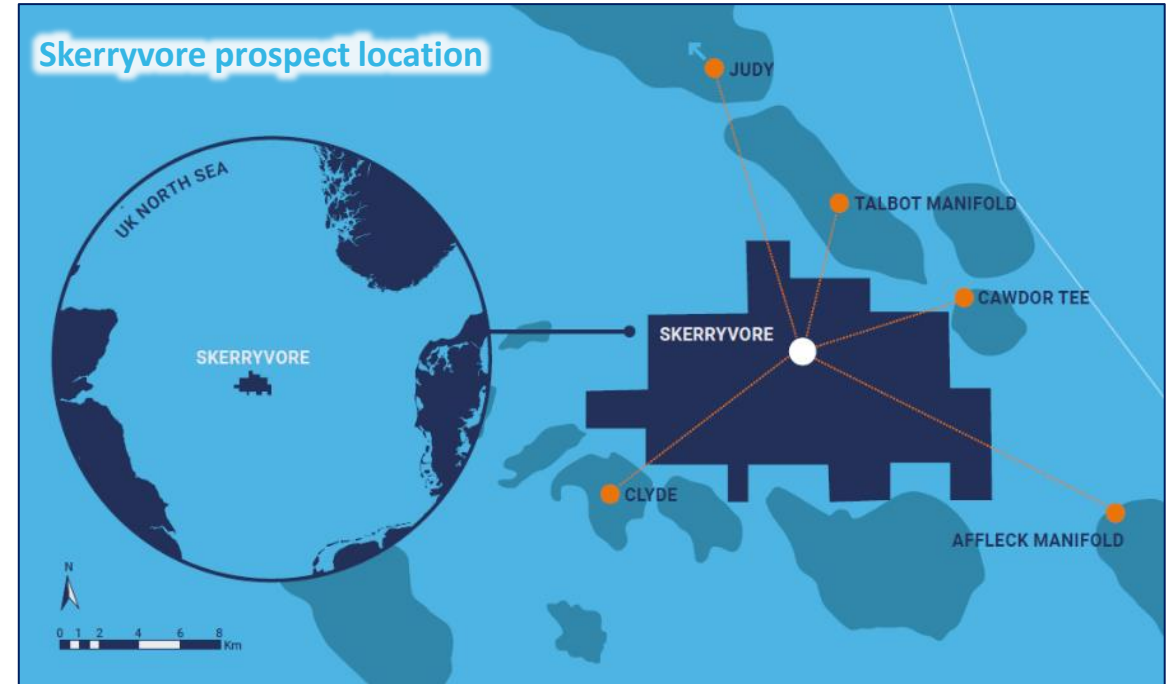 Skerryvore prospect location
JUDY
UK NORTH SEA
TALBOT MANIFOLD
CAWDOR TEE
SKERRYVORE
SKERRYVORE
CLYDE
AFFLECK MANIFOLD
N
0 1 2 4 6 8
Km